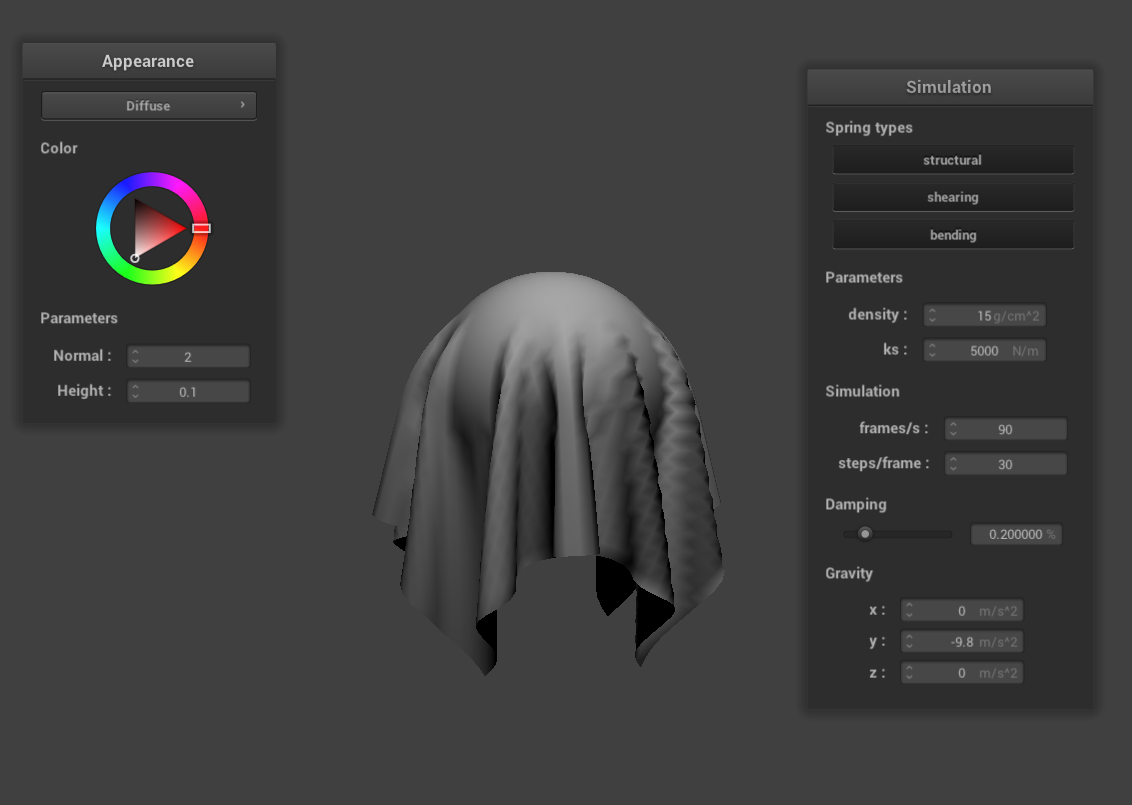 Appearance
Diffuse ›
Color
Parameters
Normal : 2
Height : 0.1
Simulation
Spring types
structural
shearing
bending
Parameters
density : 15 g/cm^2
ks : 5000 N/m
Simulation
frames/s : 90
steps/frame : 30
Damping
0.200000 %
Gravity
x : 0 m/s^2
y : -9.8 m/s^2
z : 0 m/s^2